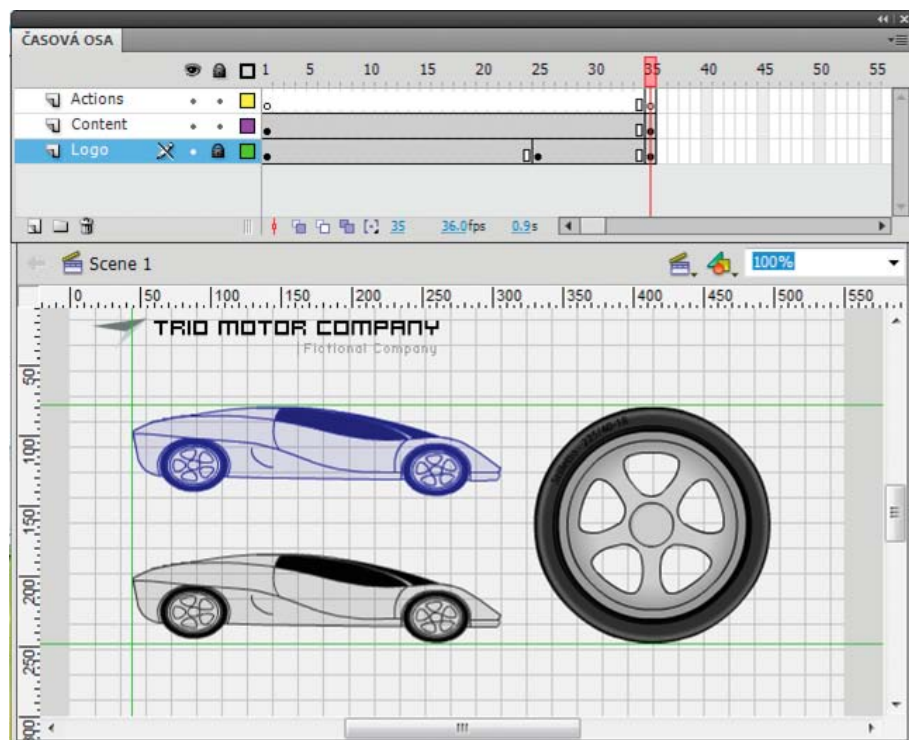 ČASOVÁ OSA
1 5 10 15 20 25 30 35 40 45 50 55
Actions
Content
Logo
35 36.0fps 0.9s
Scene 1 100%
0 50 100 150 200 250 300 350 400 450 500 550
TRIO MOTOR COMPANY
Fictional Company
50
100
150
200
250
300